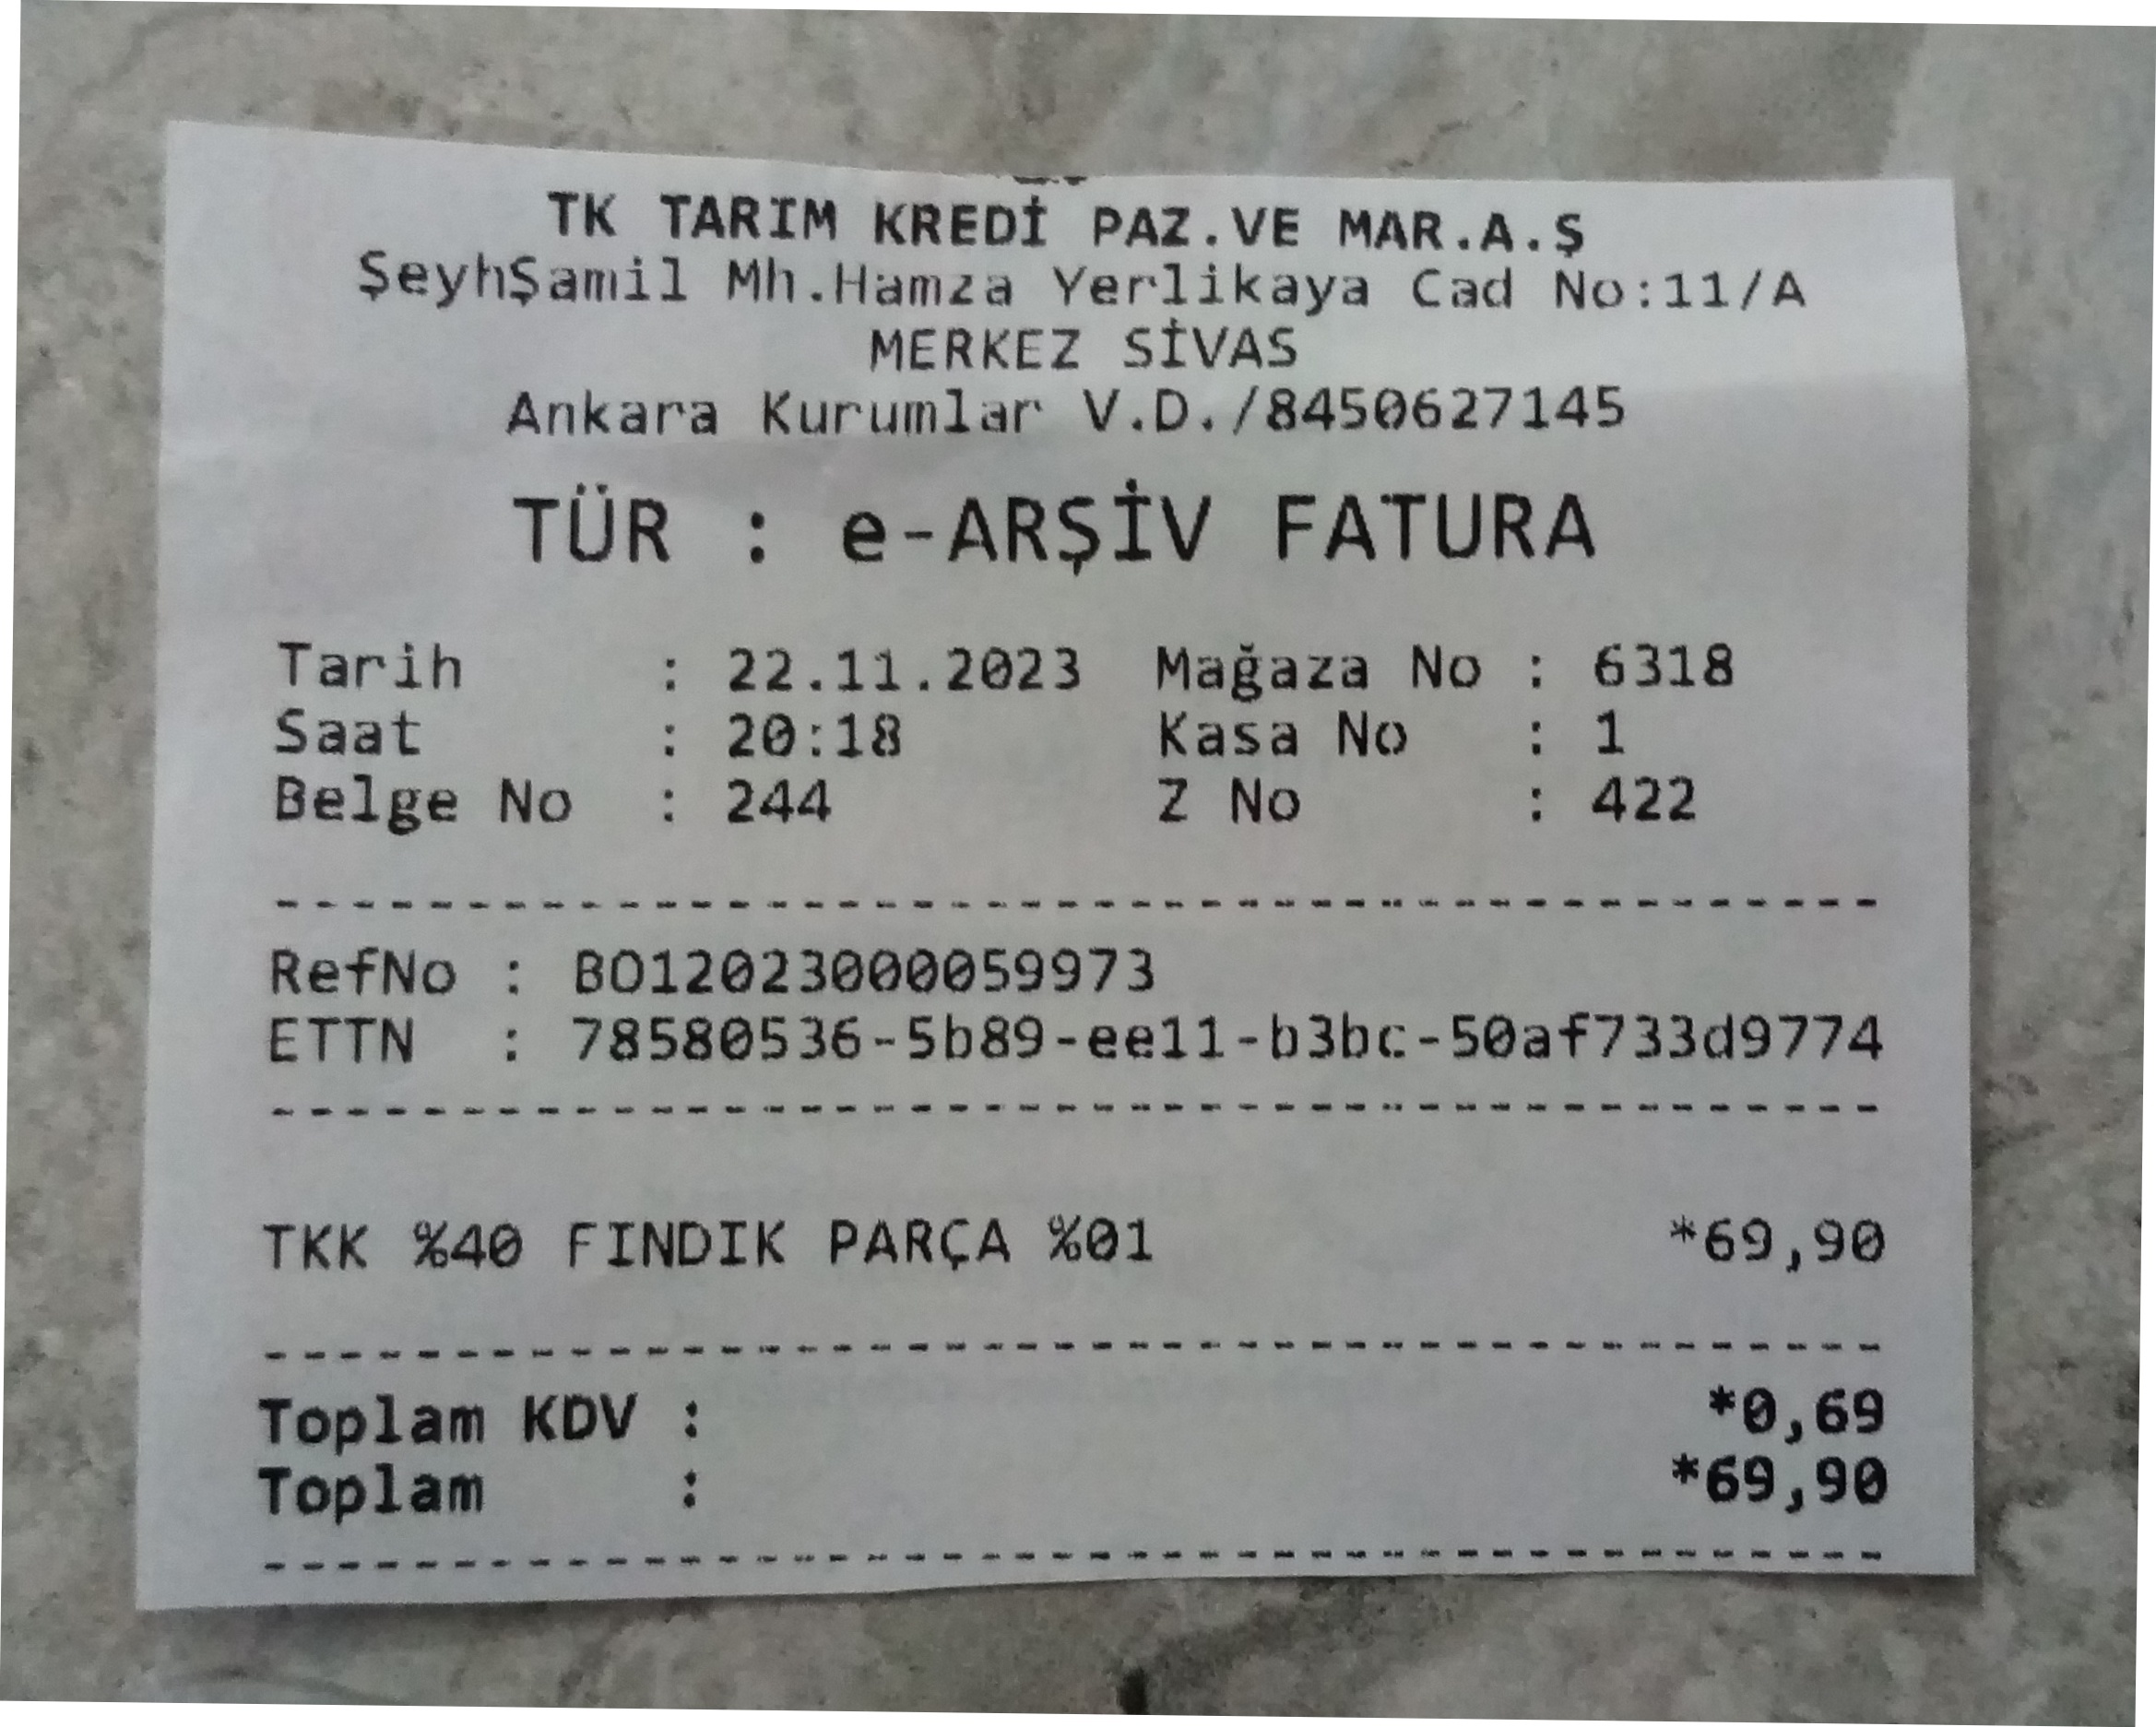 TK TARIM KREDİ PAZ.VE MAR.A.Ş
ŞeyhŞamil Mh.Hamza Yerlikaya Cad No:11/A
MERKEZ SİVAS
Ankara Kurumlar V.D./8450627145
TÜR : e-ARŞİV FATURA
Tarih : 22.11.2023 Mağaza No : 6318
Saat : 20:18 Kasa No : 1
Belge No : 244 Z No : 422
----------------------------------------
RefNo : BO12023000059973
ETTN : 78580536-5b89-ee11-b3bc-50af733d9774
----------------------------------------
TKK %40 FINDIK PARÇA %01 *69,90
----------------------------------------
Toplam KDV : *0,69
Toplam : *69,90
----------------------------------------